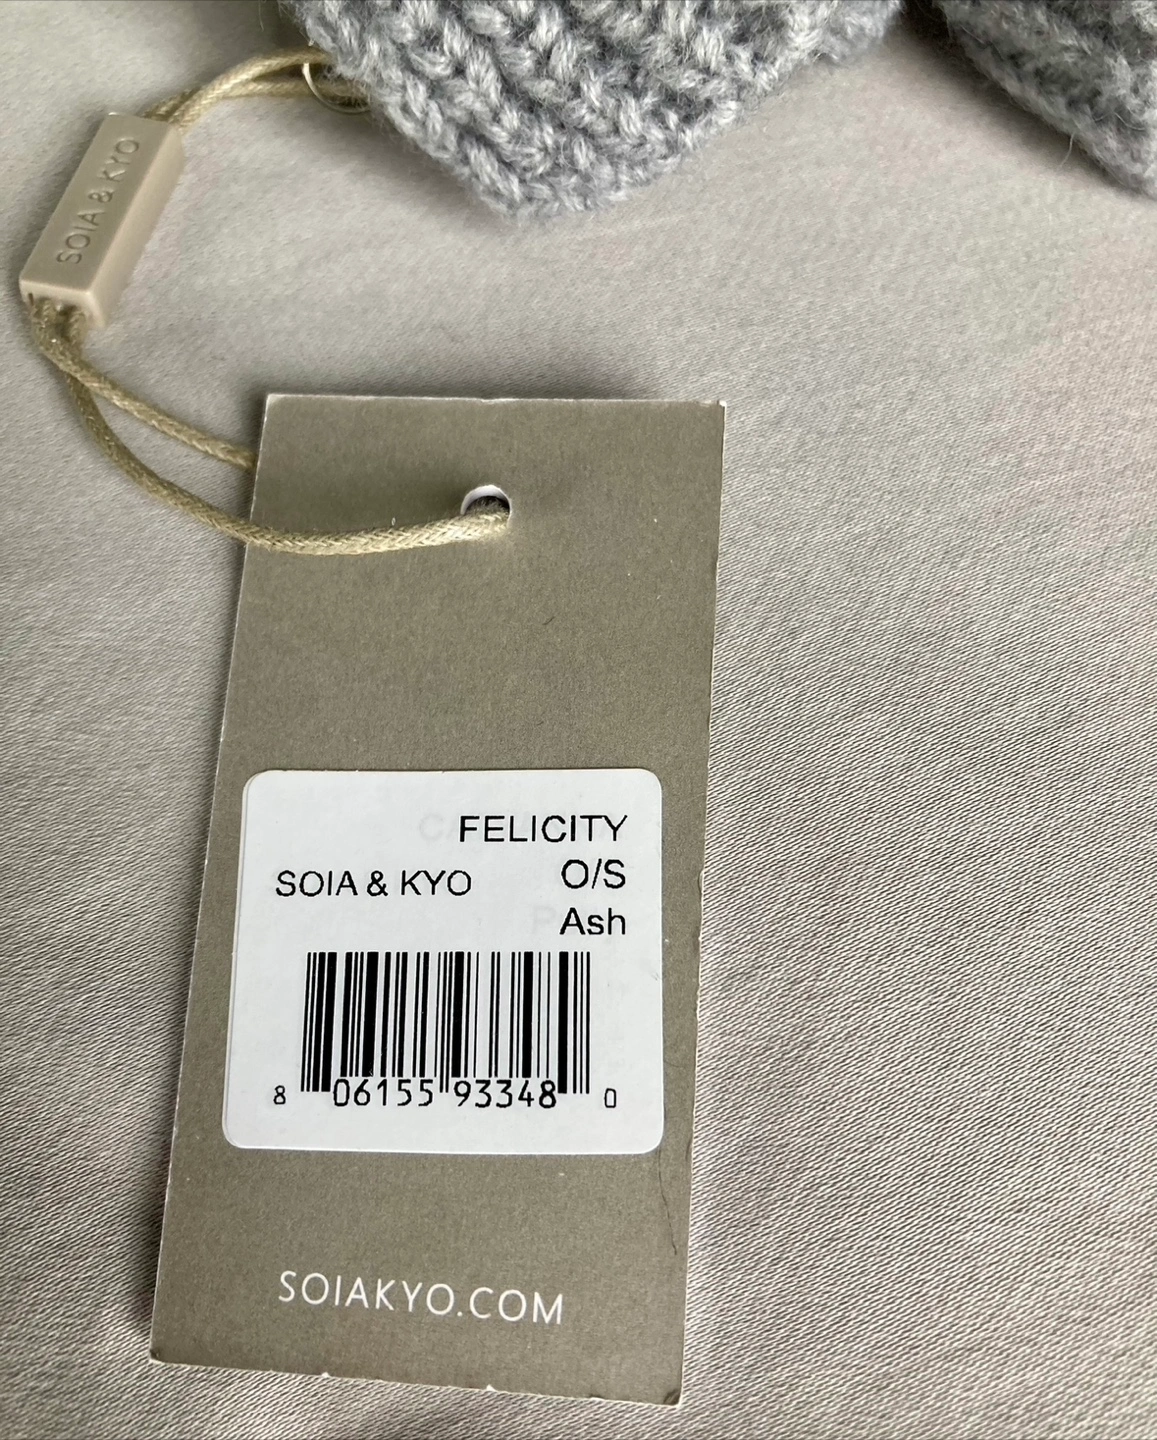 SOIA & KYO
FELICITY
SOIA & KYO
O/S
Ash
8 06155 93348 0
SOIAKYO.COM